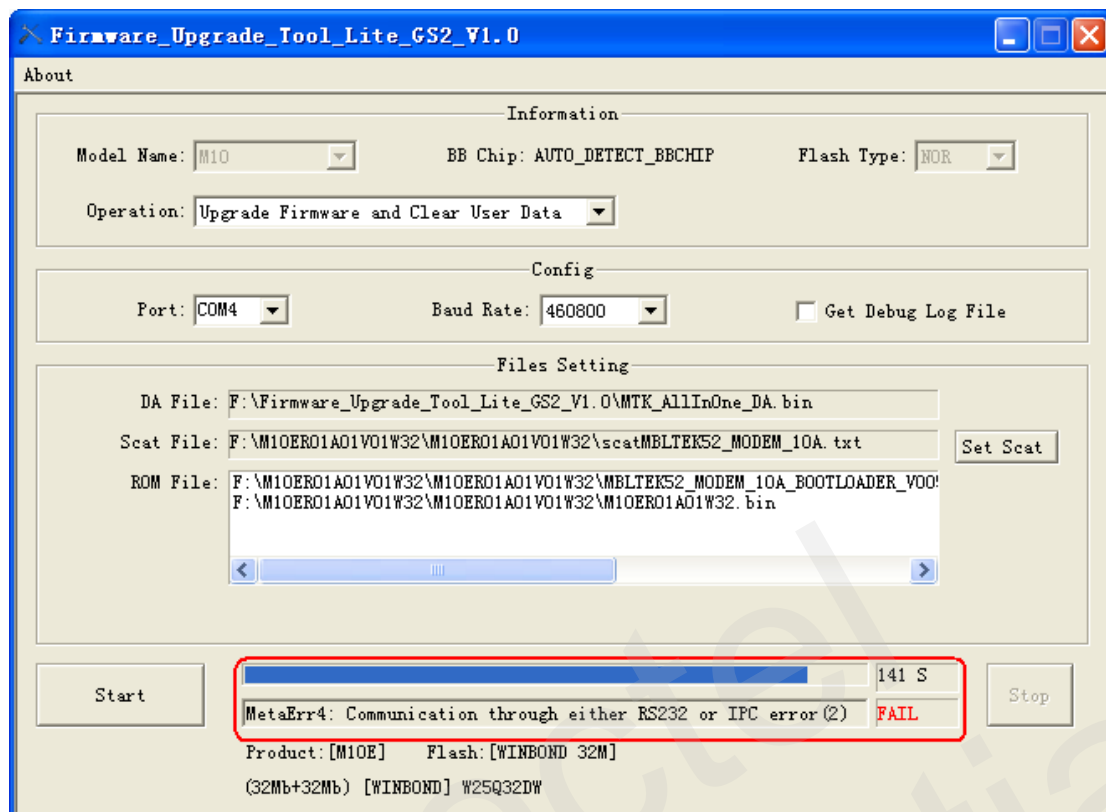 Firmware_Upgrade_Tool_Lite_GS2_V1.0
About
Information
Model Name: M10 BB Chip: AUTO_DETECT_BBCHIP Flash Type: NOR
Operation: Upgrade Firmware and Clear User Data
Config
Port: COM4 Baud Rate: 460800 Get Debug Log File
Files Setting
DA File: F:\Firmware_Upgrade_Tool_Lite_GS2_V1.0\MTK_AllInOne_DA.bin
Scat File: F:\M10ER01A01V01W32\M10ER01A01V01W32\scatMBLTEK52_MODEM_10A.txt Set Scat
ROM File: F:\M10ER01A01V01W32\M10ER01A01V01W32\MBLTEK52_MODEM_10A_BOOTLOADER_V005
F:\M10ER01A01V01W32\M10ER01A01V01W32\M10ER01A01W32.bin
Start 141 S Stop
MetaErr4: Communication through either RS232 or IPC error(2) FAIL
Product:[M10E] Flash:[WINBOND 32M]
(32Mb+32Mb) [WINBOND] W25Q32DW